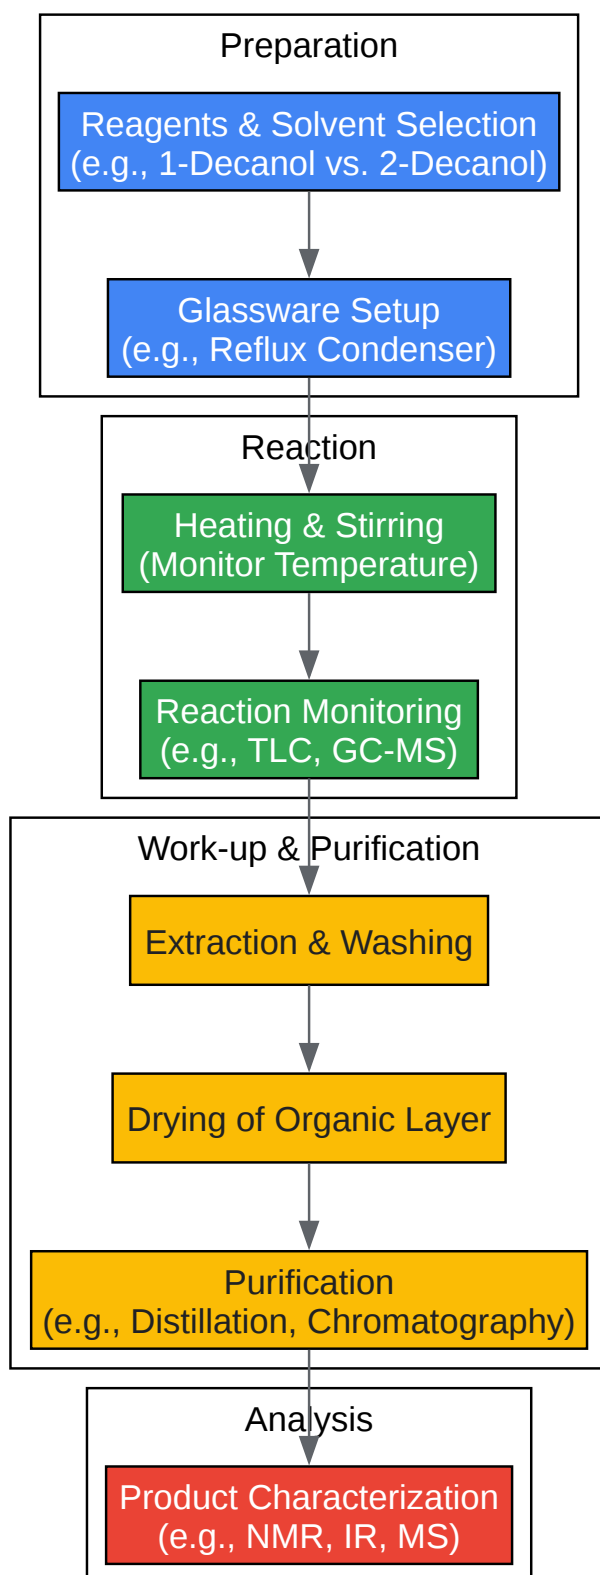 Preparation
Reagents & Solvent Selection
(e.g., 1-Decanol vs. 2-Decanol)
Glassware Setup
(e.g., Reflux Condenser)
Reaction
Heating & Stirring
(Monitor Temperature)
Reaction Monitoring
(e.g., TLC, GC-MS)
Work-up & Purification
Extraction & Washing
Drying of Organic Layer
Purification
(e.g., Distillation, Chromatography)
Analysis
Product Characterization
(e.g., NMR, IR, MS)